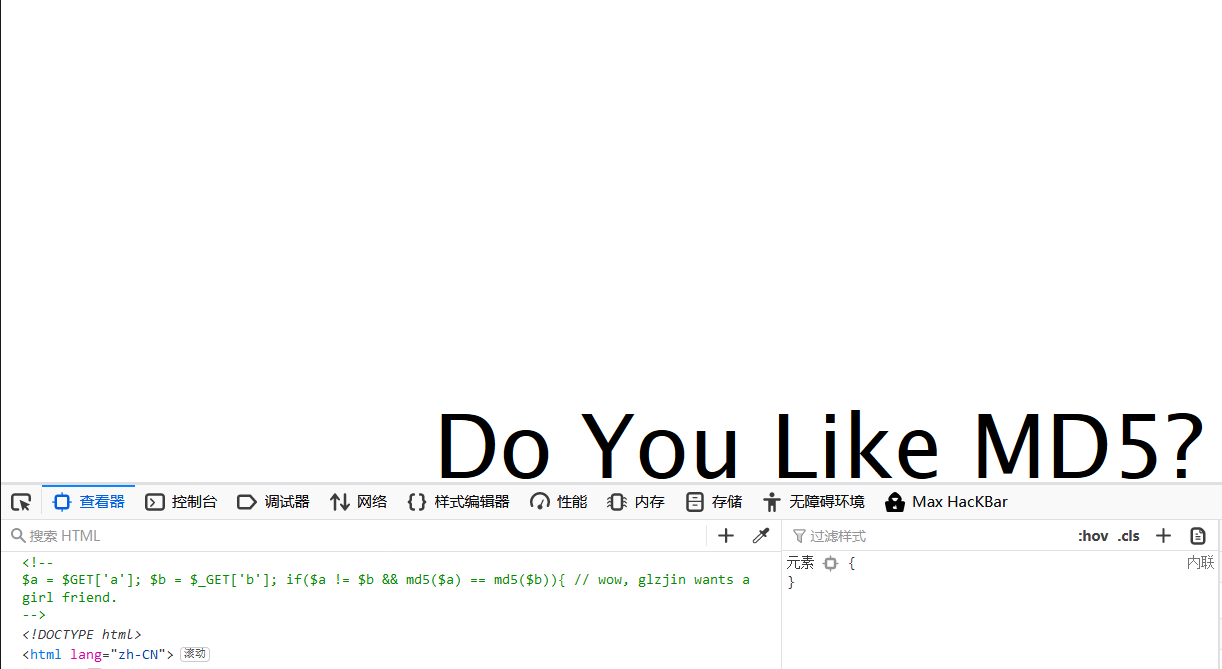 Do You Like MD5?
查看器 控制台 调试器 网络 样式编辑器 性能 内存 存储 无障碍环境 Max HacKBar
搜索 HTML
过滤样式 :hov .cls
<!--
$a = $GET['a']; $b = $_GET['b']; if($a != $b && md5($a) == md5($b)){ // wow, glzjin wants a
girl friend.
-->
<!DOCTYPE html>
<html lang="zh-CN"> 滚动
元素 { 内联
}